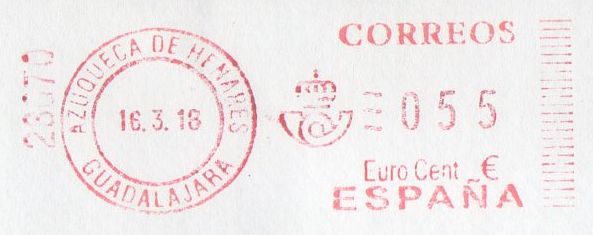 CORREOS
AZUQUECA DE HENARES
16.3.18
GUADALAJARA
055
Euro Cent €
ESPAÑA